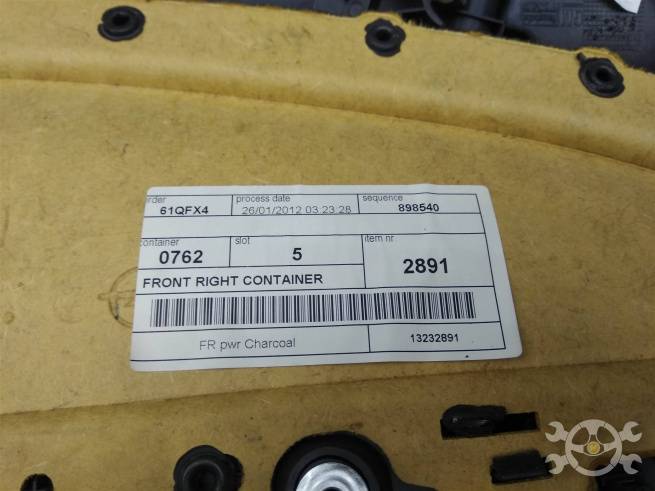 order process date sequence
61QFX4 26/01/2012 03:23:28 898540
container slot item nr
0762 5 2891
FRONT RIGHT CONTAINER
FR pwr Charcoal 13232891